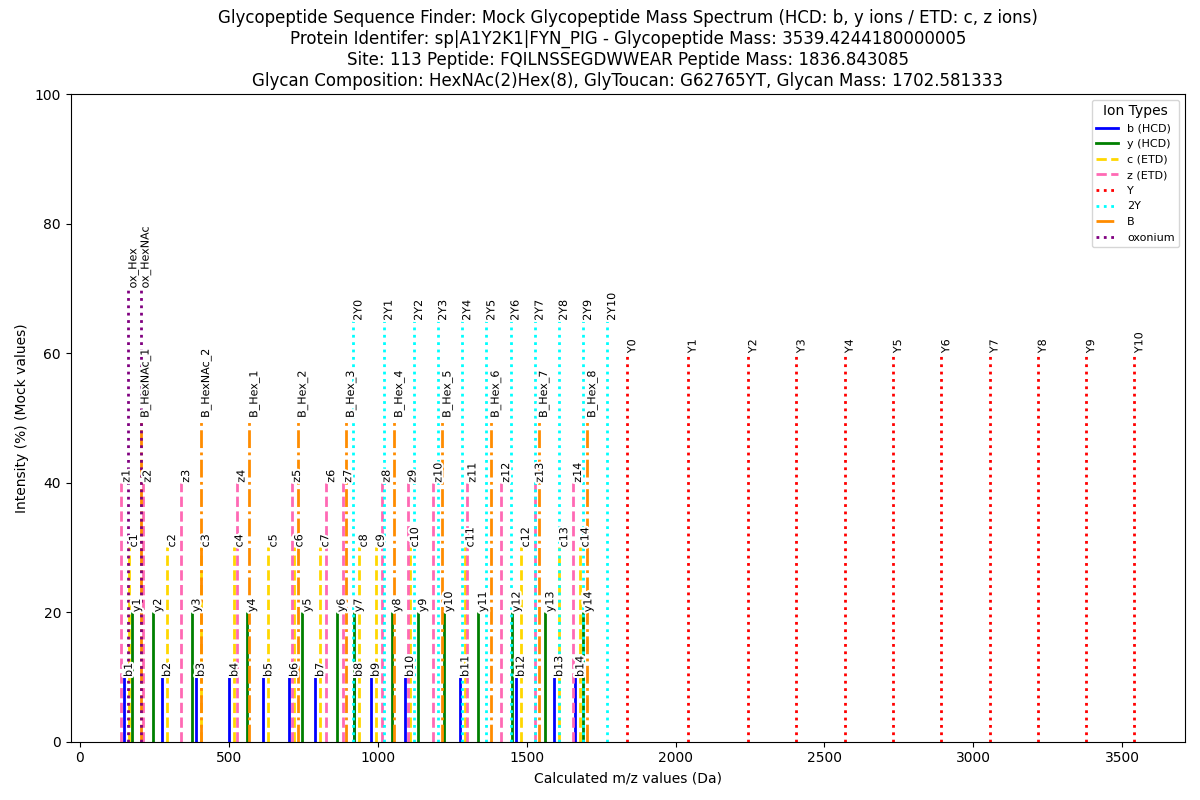 Glycopeptide Sequence Finder: Mock Glycopeptide Mass Spectrum (HCD: b, y ions / ETD: c, z ions)
Protein Identifer: sp|A1Y2K1|FYN_PIG - Glycopeptide Mass: 3539.4244180000005
Site: 113 Peptide: FQILNSSEGDWWEAR Peptide Mass: 1836.843085
Glycan Composition: HexNAc(2)Hex(8), GlyToucan: G62765YT, Glycan Mass: 1702.581333
Intensity (%) (Mock values)
100
80
60
40
20
0
Ion Types
b (HCD)
y (HCD)
c (ETD)
z (ETD)
Y
2Y
B
oxonium
ox_Hex
ox_HexNAc
2Y0
2Y1
2Y2
2Y3
2Y4
2Y5
2Y6
2Y7
2Y8
2Y9
2Y10
Y0
Y1
Y2
Y3
Y4
Y5
Y6
Y7
Y8
Y9
Y10
B_HexNAc_1
B_HexNAc_2
B_Hex_1
B_Hex_2
B_Hex_3
B_Hex_4
B_Hex_5
B_Hex_6
B_Hex_7
B_Hex_8
z1
z2
z3
z4
z5
z6
z7
z8
z9
z10
z11
z12
z13
z14
c1
c2
c3
c4
c5
c6
c7
c8
c9
c10
c11
c12
c13
c14
y1
y2
y3
y4
y5
y6
y7
y8
y9
y10
y11
y12
y13
y14
b1
b2
b3
b4
b5
b6
b7
b8
b9
b10
b11
b12
b13
b14
0
500
1000
1500
2000
2500
3000
3500
Calculated m/z values (Da)